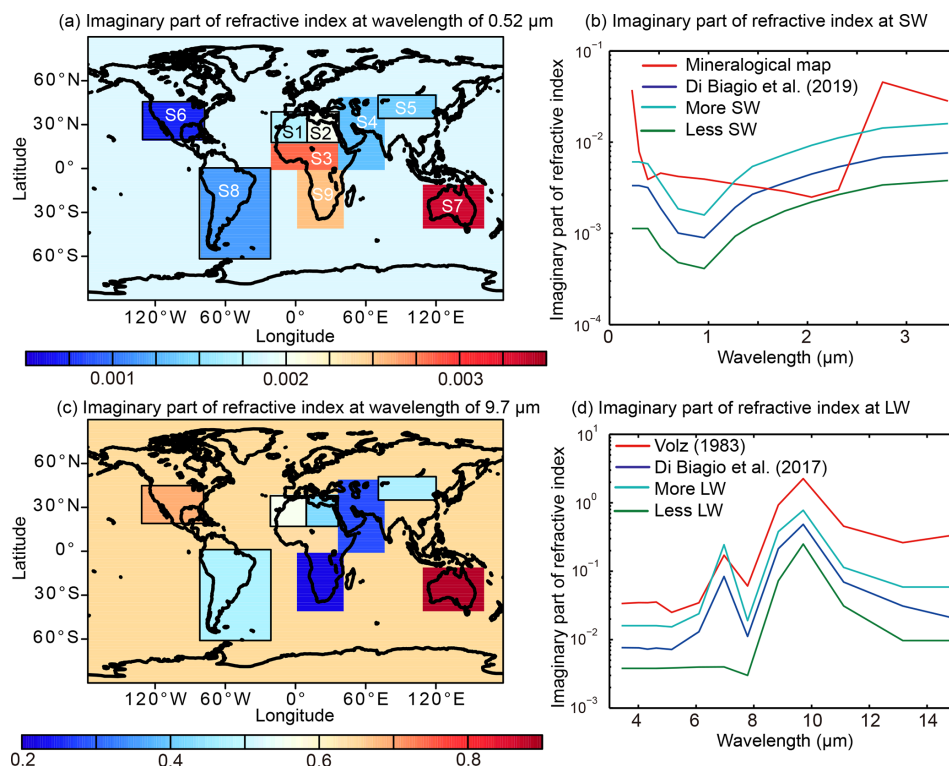 (a) Imaginary part of refractive index at wavelength of 0.52 μm
Latitude
60°N
30°N
0°
30°S
60°S
S6
S1
S2
S4
S5
S3
S8
S9
S7
120°W
60°W
0°
60°E
120°E
Longitude
0.001
0.002
0.003
(b) Imaginary part of refractive index at SW
Imaginary part of refractive index
10⁻¹
10⁻²
10⁻³
10⁻⁴
Mineralogical map
Di Biagio et al. (2019)
More SW
Less SW
0
1
2
3
Wavelength (μm)
(c) Imaginary part of refractive index at wavelength of 9.7 μm
Latitude
60°N
30°N
0°
30°S
60°S
120°W
60°W
0°
60°E
120°E
Longitude
0.2
0.4
0.6
0.8
(d) Imaginary part of refractive index at LW
Imaginary part of refractive index
10¹
10⁰
10⁻¹
10⁻²
10⁻³
Volz (1983)
Di Biagio et al. (2017)
More LW
Less LW
4
6
8
10
12
14
Wavelength (μm)